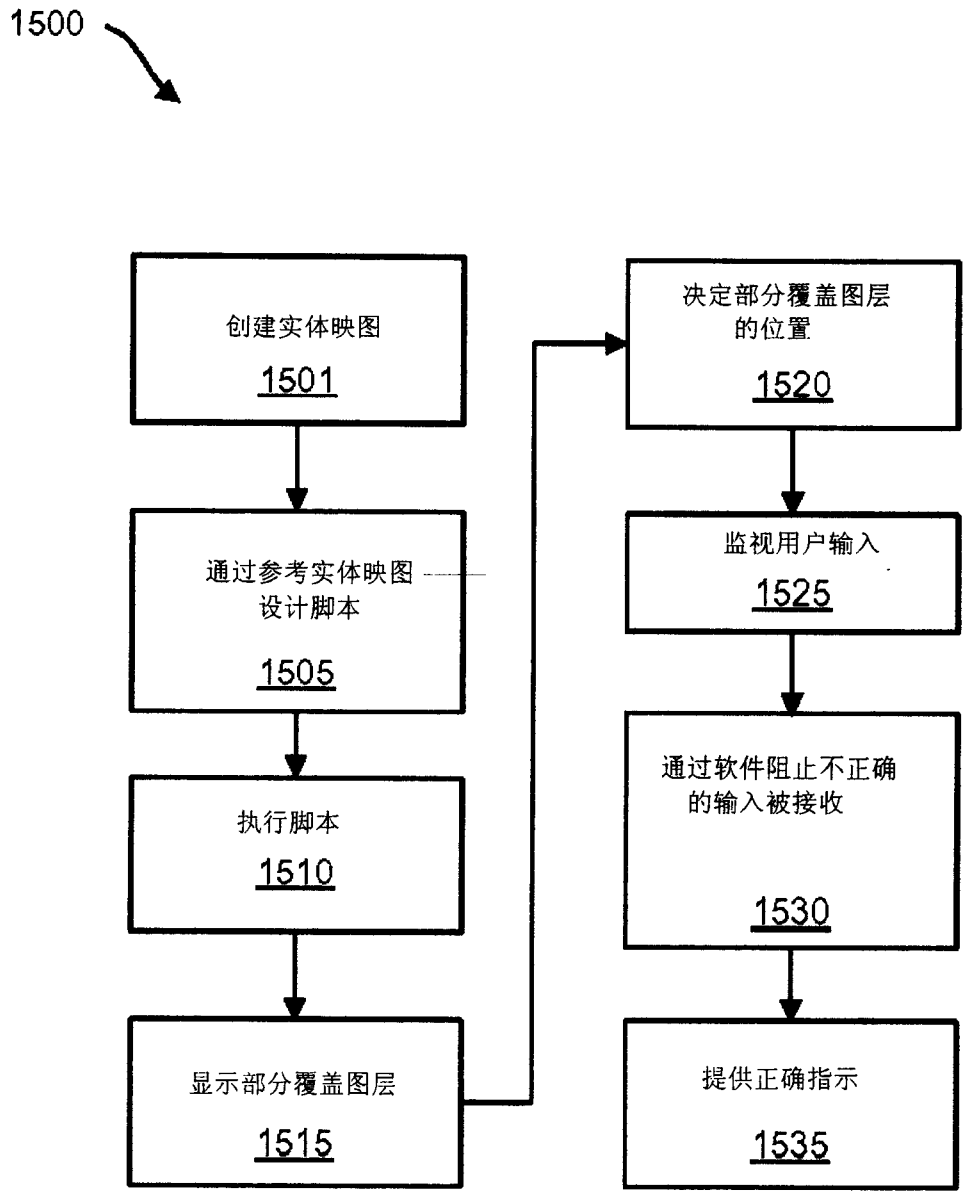 1500
创建实体映图
1501
通过参考实体映图
设计脚本
1505
执行脚本
1510
显示部分覆盖图层
1515
决定部分覆盖图层
的位置
1520
监视用户输入
1525
通过软件阻止不正确
的输入被接收
1530
提供正确指示
1535